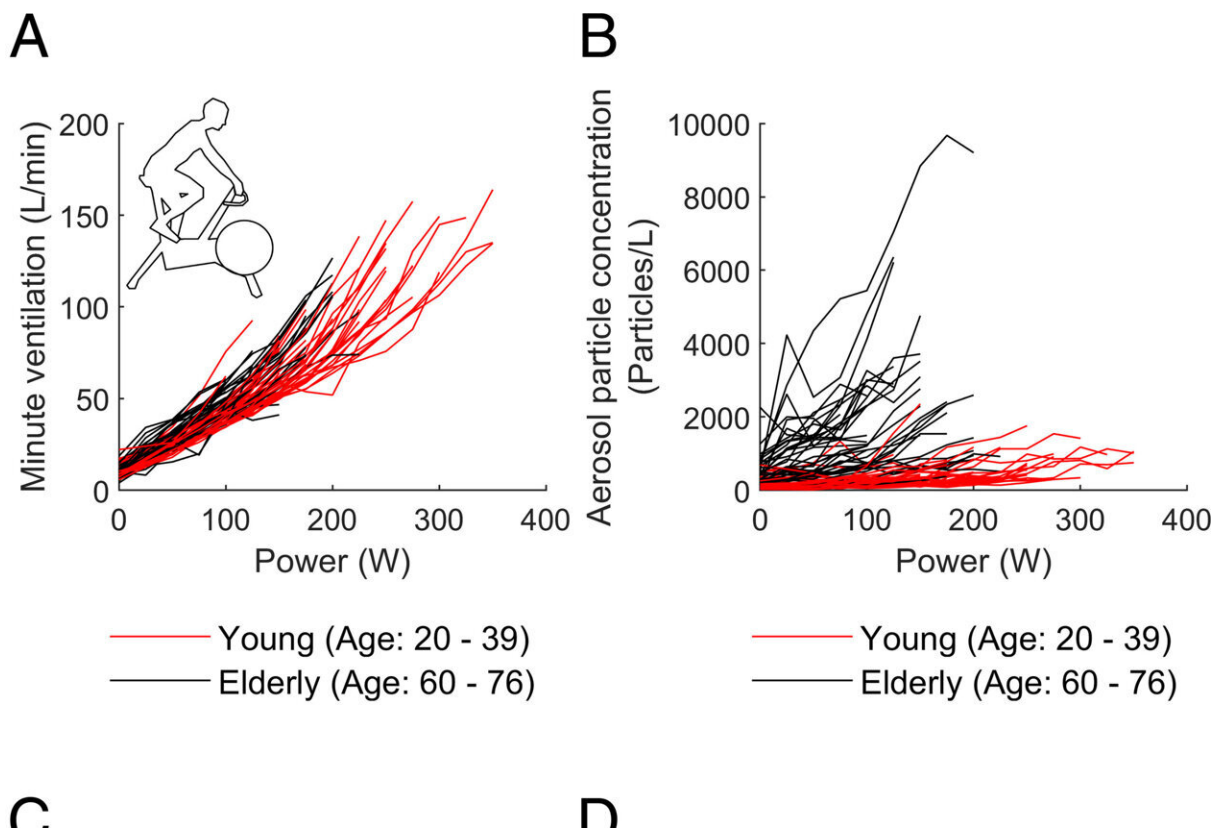 A
Minute ventilation (L/min)
200
150
100
50
0
0 100 200 300 400
Power (W)
Young (Age: 20 - 39)
Elderly (Age: 60 - 76)
B
Aerosol particle concentration
(Particles/L)
10000
8000
6000
4000
2000
0
0 100 200 300 400
Power (W)
Young (Age: 20 - 39)
Elderly (Age: 60 - 76)
C
D